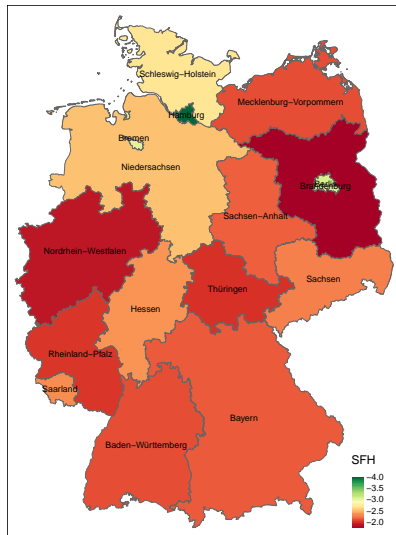 Schleswig−Holstein
Mecklenburg−Vorpommern
Hamburg
Bremen
Niedersachsen
Brandenburg
Sachsen−Anhalt
Nordrhein−Westfalen
Sachsen
Thüringen
Hessen
Rheinland−Pfalz
Saarland
Bayern
Baden−Württemberg
SFH
−4.0
−3.5
−3.0
−2.5
−2.0